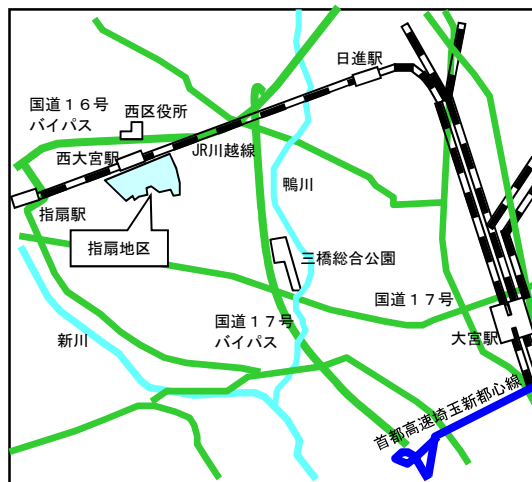 日進駅
国道１６号
バイパス
西区役所
JR川越線
西大宮駅
鴨川
指扇駅
指扇地区
三橋総合公園
国道１７号
国道１７号
バイパス
新川
大宮駅
首都高速埼玉新都心線